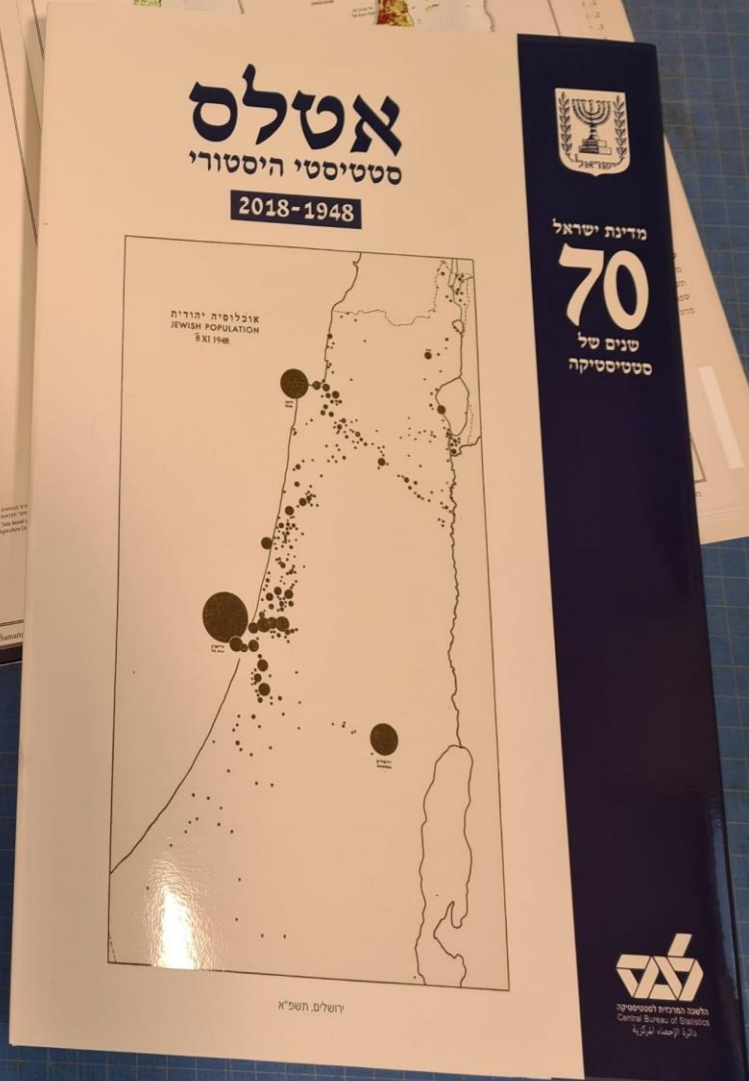 אטלס
סטטיסטי היסטורי
2018-1948
אוכלוסיה יהודית
JEWISH POPULATION
8 XI 1948
ירושלים, תשפ"א
ישראל
מדינת ישראל
70
שנים של
סטטיסטיקה
הלשכה המרכזית לסטטיסטיקה
Central Bureau of Statistics
دائرة الإحصاء المركزية